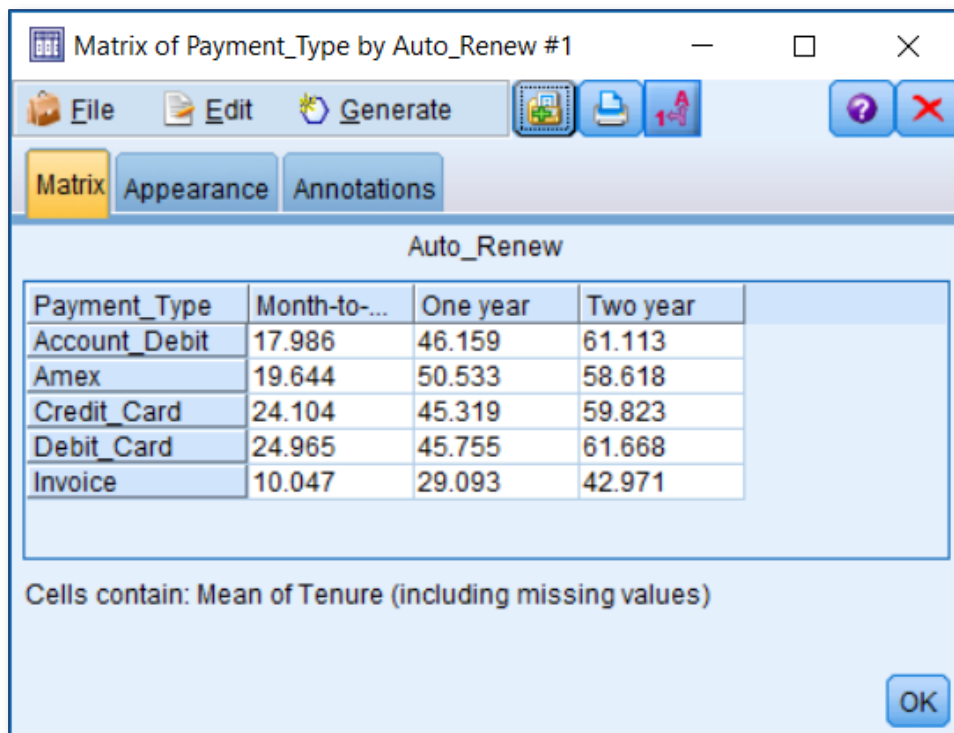 Matrix of Payment_Type by Auto_Renew #1
File Edit Generate
Matrix Appearance Annotations
Auto_Renew
Payment_Type Month-to-... One year Two year
Account_Debit 17.986 46.159 61.113
Amex 19.644 50.533 58.618
Credit_Card 24.104 45.319 59.823
Debit_Card 24.965 45.755 61.668
Invoice 10.047 29.093 42.971
Cells contain: Mean of Tenure (including missing values)
OK